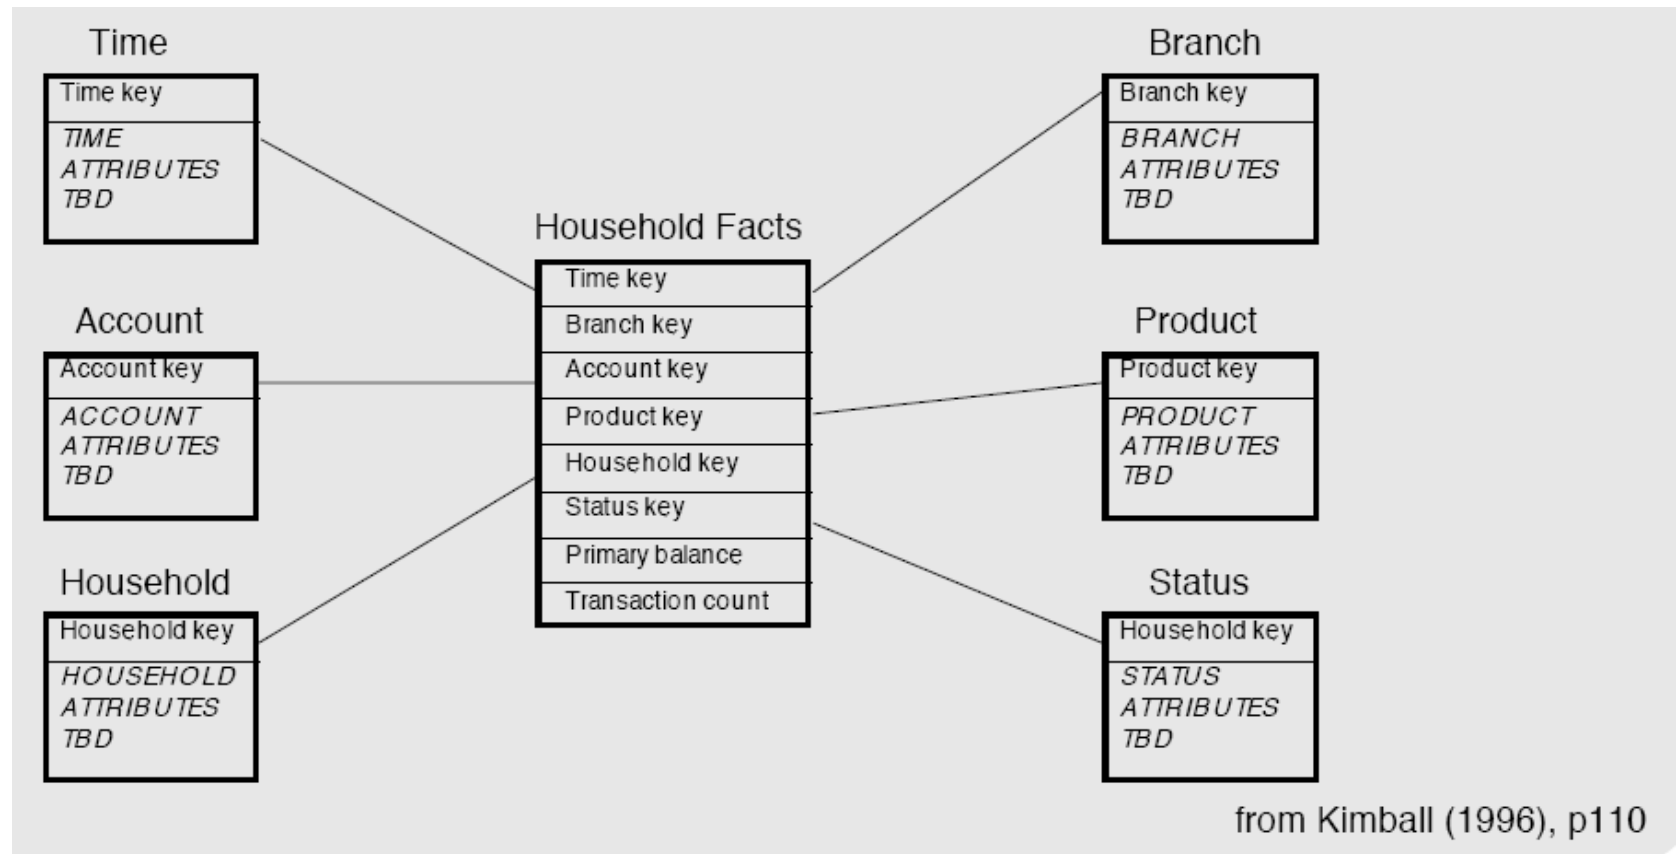 Time
Time key
TIME
ATTRIBUTES
TBD
Account
Account key
ACCOUNT
ATTRIBUTES
TBD
Household
Household key
HOUSEHOLD
ATTRIBUTES
TBD
Household Facts
Time key
Branch key
Account key
Product key
Household key
Status key
Primary balance
Transaction count
Branch
Branch key
BRANCH
ATTRIBUTES
TBD
Product
Product key
PRODUCT
ATTRIBUTES
TBD
Status
Household key
STATUS
ATTRIBUTES
TBD
from Kimball (1996), p110